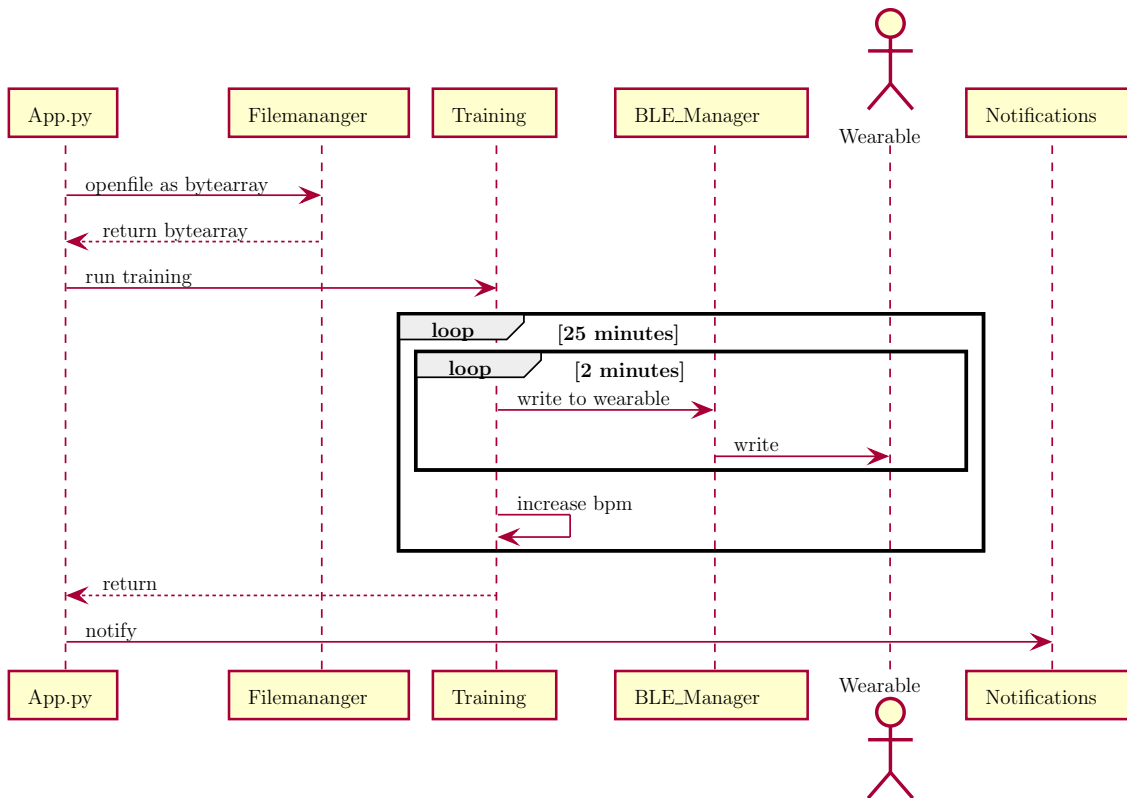 Wearable
App.py
Filemananger
Training
BLE_Manager
Notifications
openfile as bytearray
return bytearray
run training
loop [25 minutes]
loop [2 minutes]
write to wearable
write
increase bpm
return
notify
App.py
Filemananger
Training
BLE_Manager
Wearable
Notifications